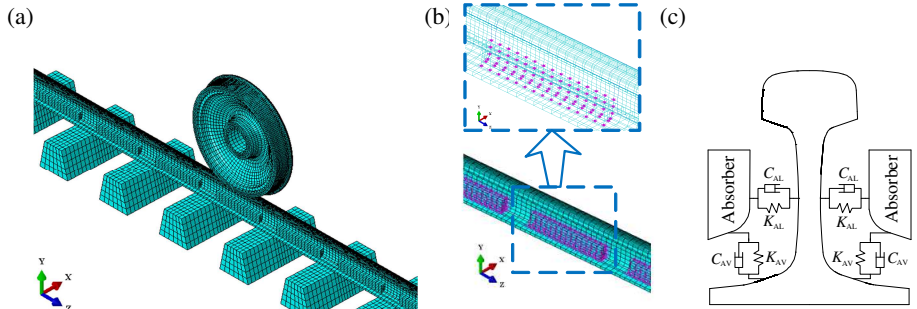 (a)
(b)
(c)
Y
X
Z
Y
X
Z
Absorber
C_AL
K_AL
C_AV
K_AV
C_AL
K_AL
K_AV
C_AV
Absorber